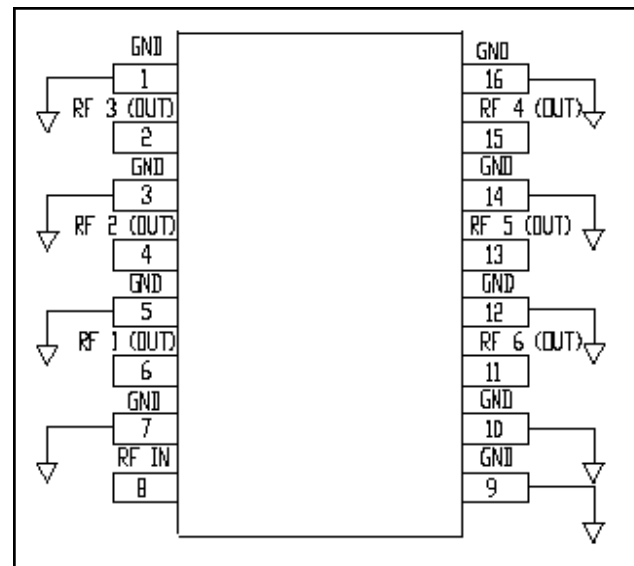 GND
1
RF 3 (OUT)
2
GND
3
RF 2 (OUT)
4
GND
5
RF 1 (OUT)
6
GND
7
RF IN
8
GND
16
RF 4 (OUT)
15
GND
14
RF 5 (OUT)
13
GND
12
RF 6 (OUT)
11
GND
10
GND
9